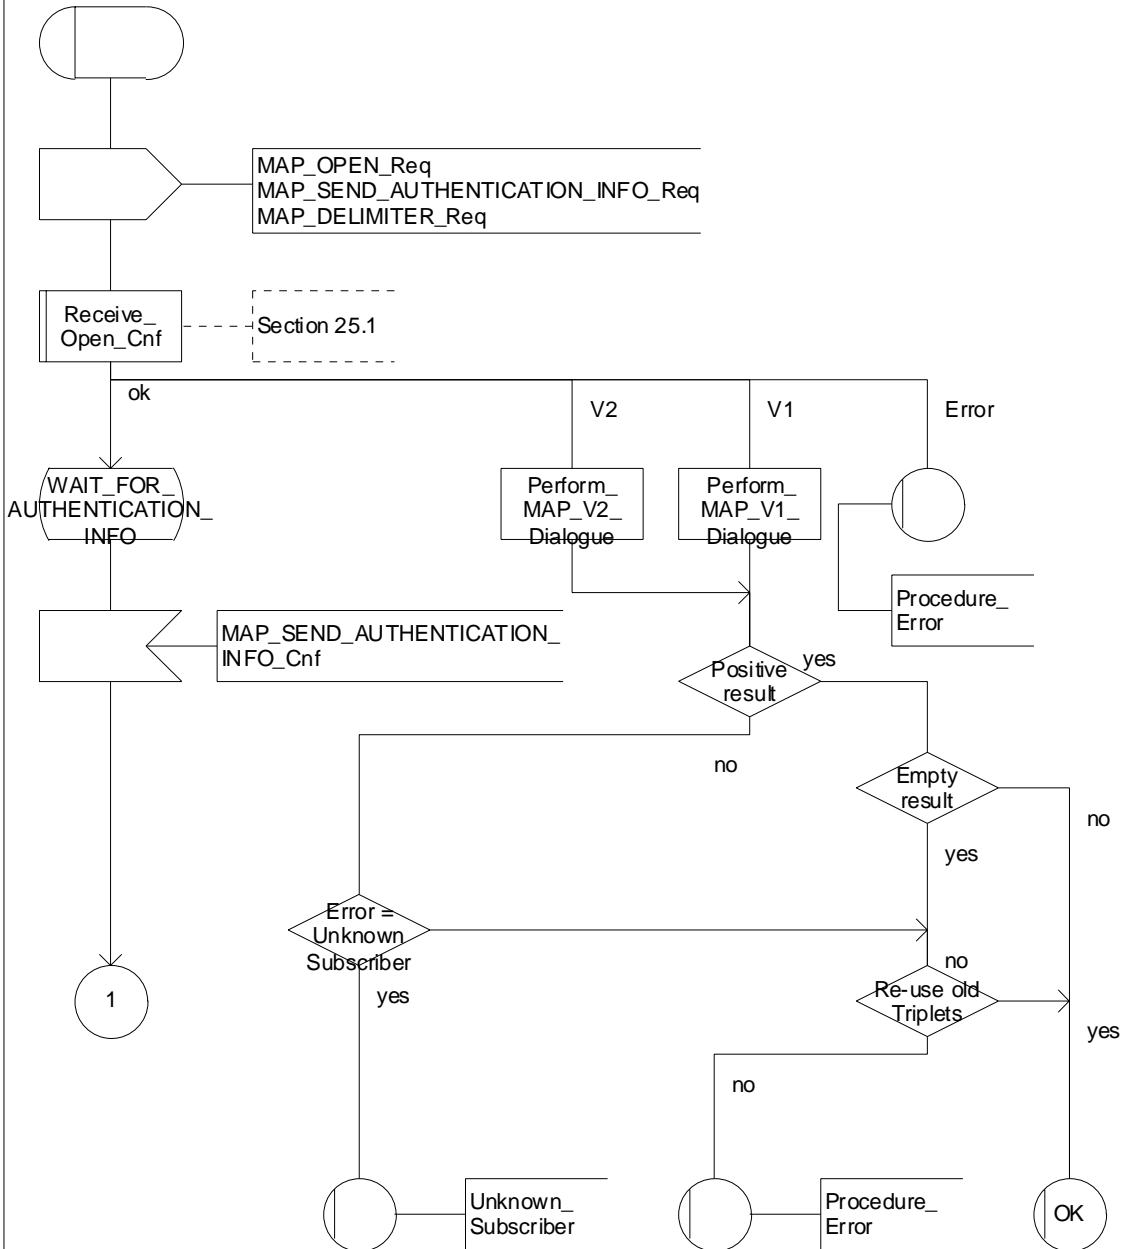 MAP_OPEN_Req
MAP_SEND_AUTHENTICATION_INFO_Req
MAP_DELIMITER_Req
Receive_
Open_Cnf
Section 25.1
ok
V2
V1
Error
WAIT_FOR_
AUTHENTICATION_
INFO
Perform_
MAP_V2_
Dialogue
Perform_
MAP_V1_
Dialogue
Procedure_
Error
MAP_SEND_AUTHENTICATION_
INFO_Cnf
Positive
result
yes
no
Empty
result
no
yes
Error =
Unknown
Subscriber
no
yes
1
Re-use old
Triplets
yes
no
Unknown_
Subscriber
Procedure_
Error
OK